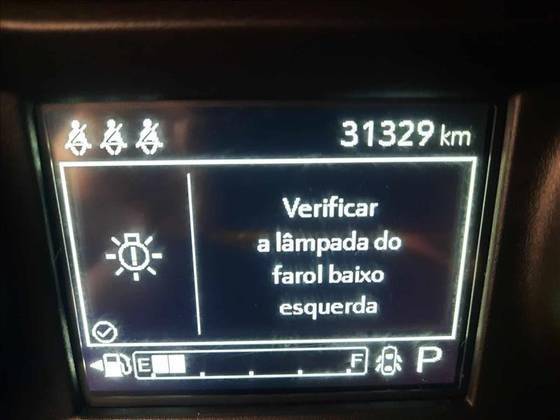 31329 km
Verificar
a lâmpada do
farol baixo
esquerda
E F P